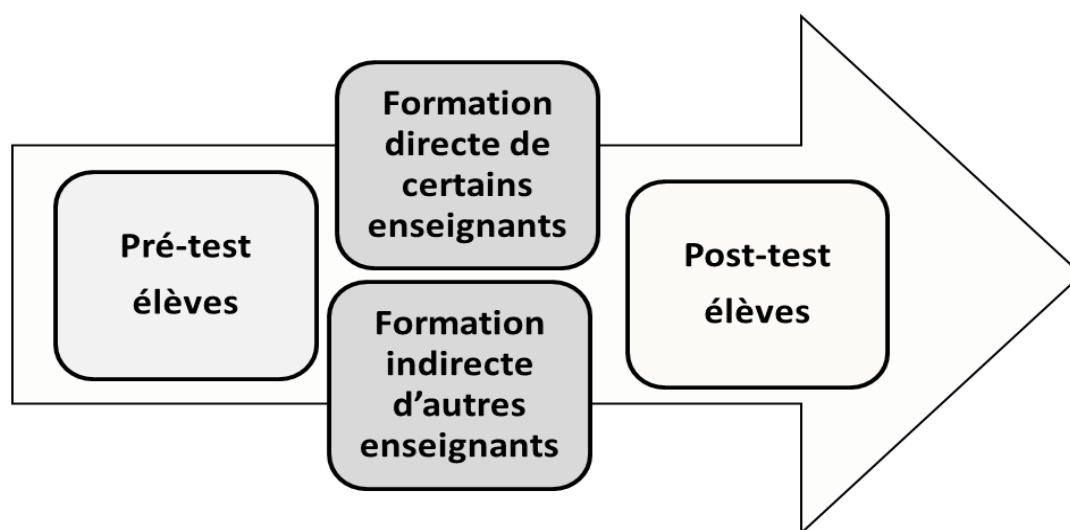 Pré-test
élèves
Formation
directe de
certains
enseignants
Formation
indirecte
d’autres
enseignants
Post-test
élèves